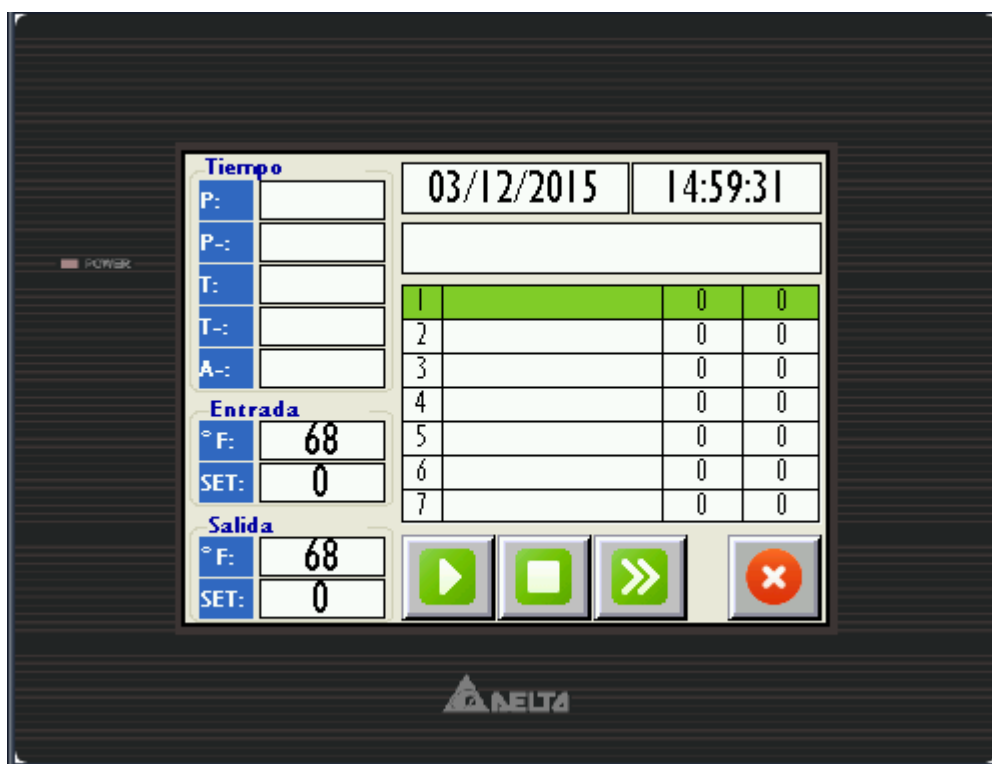 Tiempo
P:
P-:
T:
T-:
A-:
Entrada
°F: 68
SET: 0
Salida
°F: 68
SET: 0
03/12/2015 14:59:31
1 0 0
2 0 0
3 0 0
4 0 0
5 0 0
6 0 0
7 0 0
POWER
DELTA